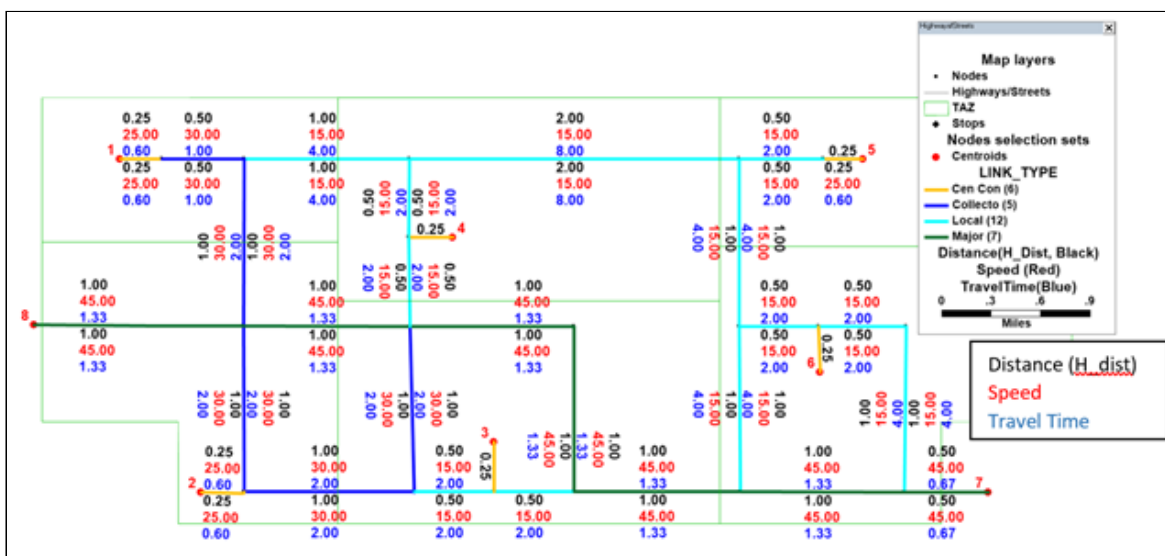 Highways/Streets
Map layers
Nodes
Highways/Streets
TAZ
Stops
Nodes selection sets
Centroids
LINK_TYPE
Cen Con (6)
Collecto (5)
Local (12)
Major (7)
Distance(H_Dist, Black)
Speed (Red)
TravelTime(Blue)
0 .3 .6 .9
Miles
Distance (H_dist)
Speed
Travel Time
0.25 0.50 1.00 2.00 0.50
25.00 30.00 15.00 15.00 15.00
0.60 1.00 4.00 8.00 2.00
1 0.25 5
0.25 0.50 1.00 2.00 0.50 0.25
25.00 30.00 15.00 15.00 15.00 25.00
0.60 1.00 4.00 8.00 2.00 0.60
0.50 15.00 2.00 0.50 15.00 2.00
0.25 4
1.00 30.00 2.00 1.00 30.00 2.00
4.00 15.00 1.00 4.00 15.00 1.00
2.00 15.00 0.50 2.00 15.00 0.50
1.00 1.00 1.00 0.50 0.50
45.00 45.00 45.00 15.00 15.00
1.33 1.33 1.33 2.00 2.00
8
1.00 1.00 1.00 0.50 0.25 0.50
45.00 45.00 45.00 15.00 15.00
1.33 1.33 1.33 2.00 2.00
6
2.00 30.00 1.00 2.00 30.00 1.00
2.00 30.00 1.00 2.00 30.00 1.00
3 0.25
1.33 45.00 1.00 1.33 45.00 1.00
4.00 15.00 1.00 4.00 15.00 1.00
1.00 15.00 4.00 1.00 15.00 4.00
0.25 1.00 0.50 1.00 1.00 0.50
25.00 30.00 15.00 45.00 45.00 45.00
0.60 2.00 2.00 1.33 1.33 0.67
2 7
0.25 1.00 0.50 0.50 1.00 1.00 0.50
25.00 30.00 15.00 15.00 45.00 45.00 45.00
0.60 2.00 2.00 2.00 1.33 1.33 0.67